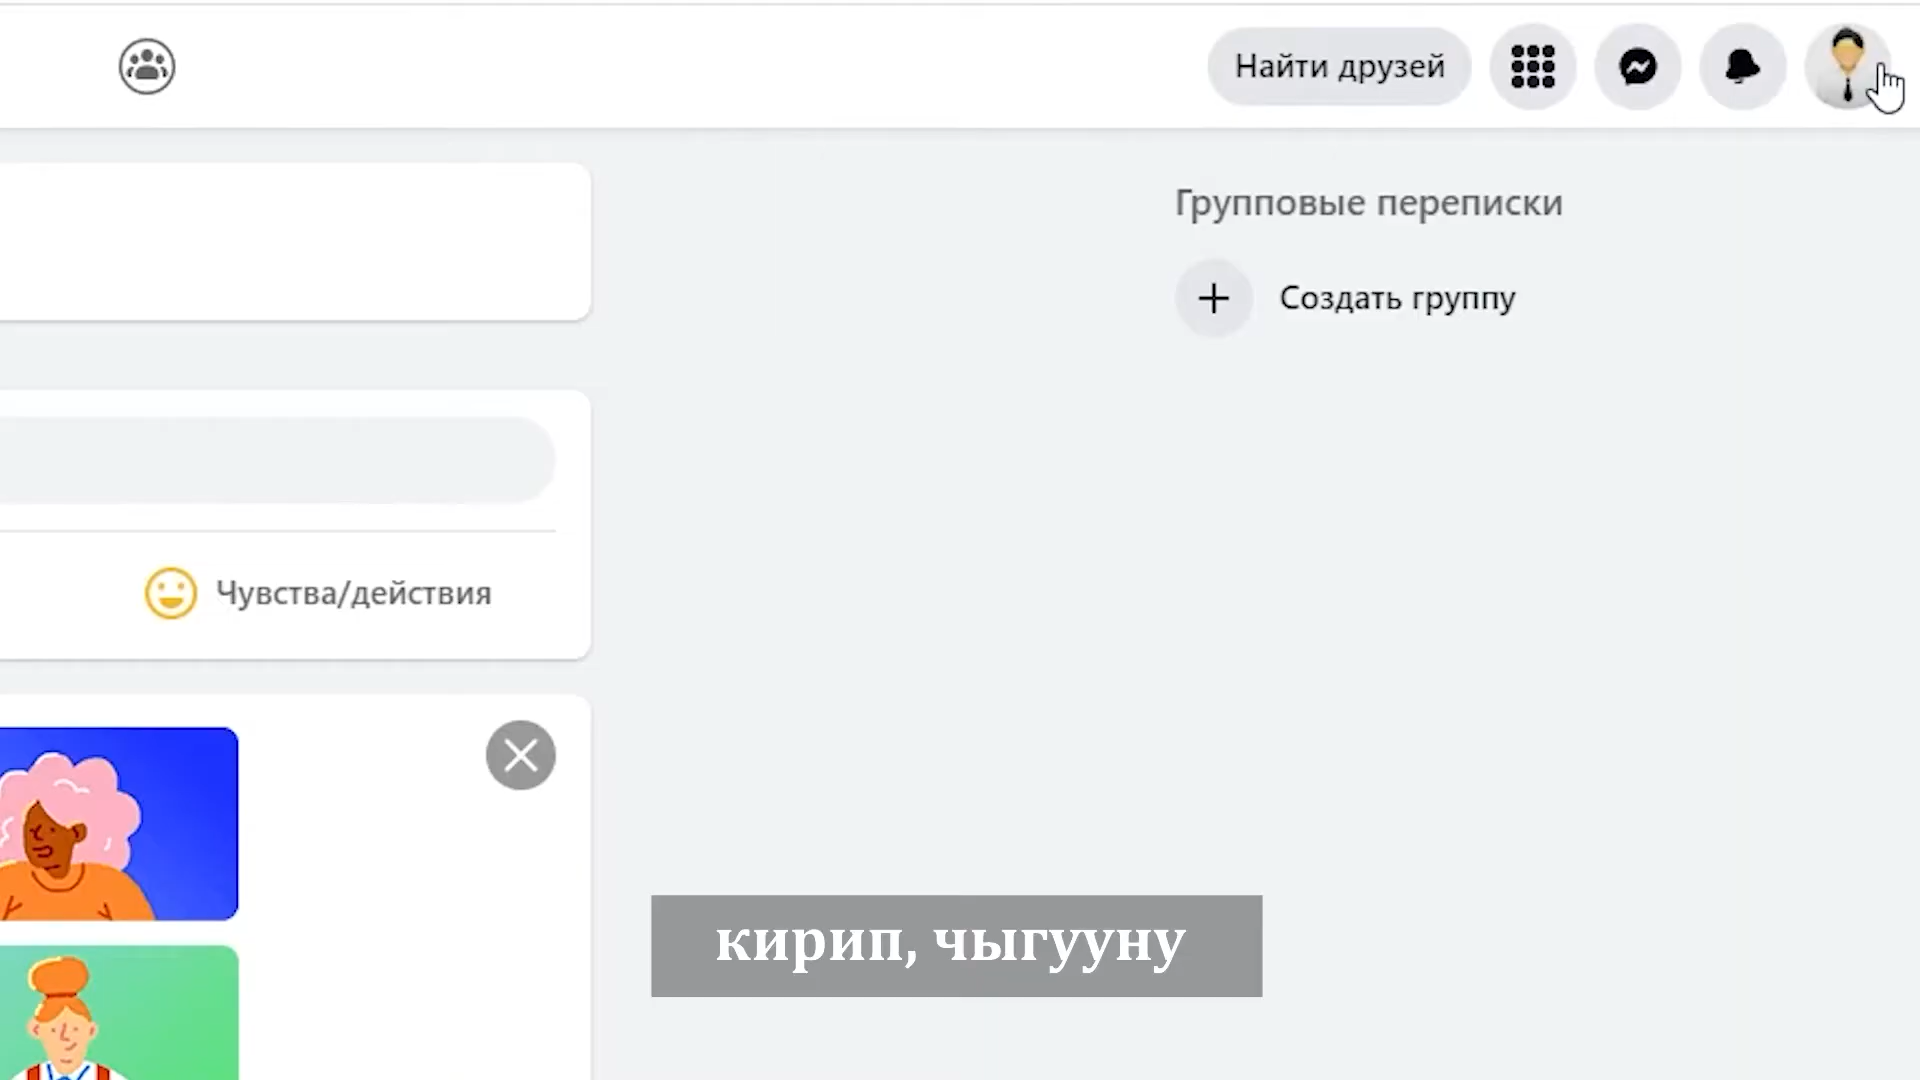 Найти друзей
Групповые переписки
Создать группу
Чувства/действия
кирип, чыгууну